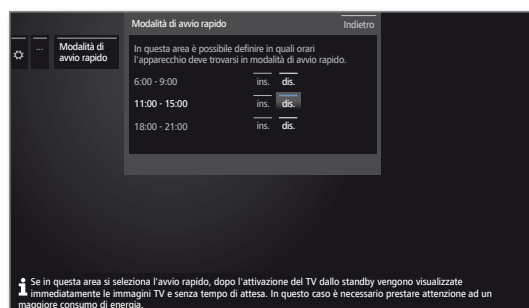 Modalità di avvio rapido
Indietro
...
Modalità di
avvio rapido
In questa area è possibile definire in quali orari
l'apparecchio deve trovarsi in modalità di avvio rapido.
6:00 - 9:00 ins. dis.
11:00 - 15:00 ins. dis.
18:00 - 21:00 ins. dis.
Se in questa area si seleziona l'avvio rapido, dopo l'attivazione del TV dallo standby vengono visualizzate
immediatamente le immagini TV e senza tempo di attesa. In questo caso è necessario prestare attenzione ad un
maggiore consumo di energia.